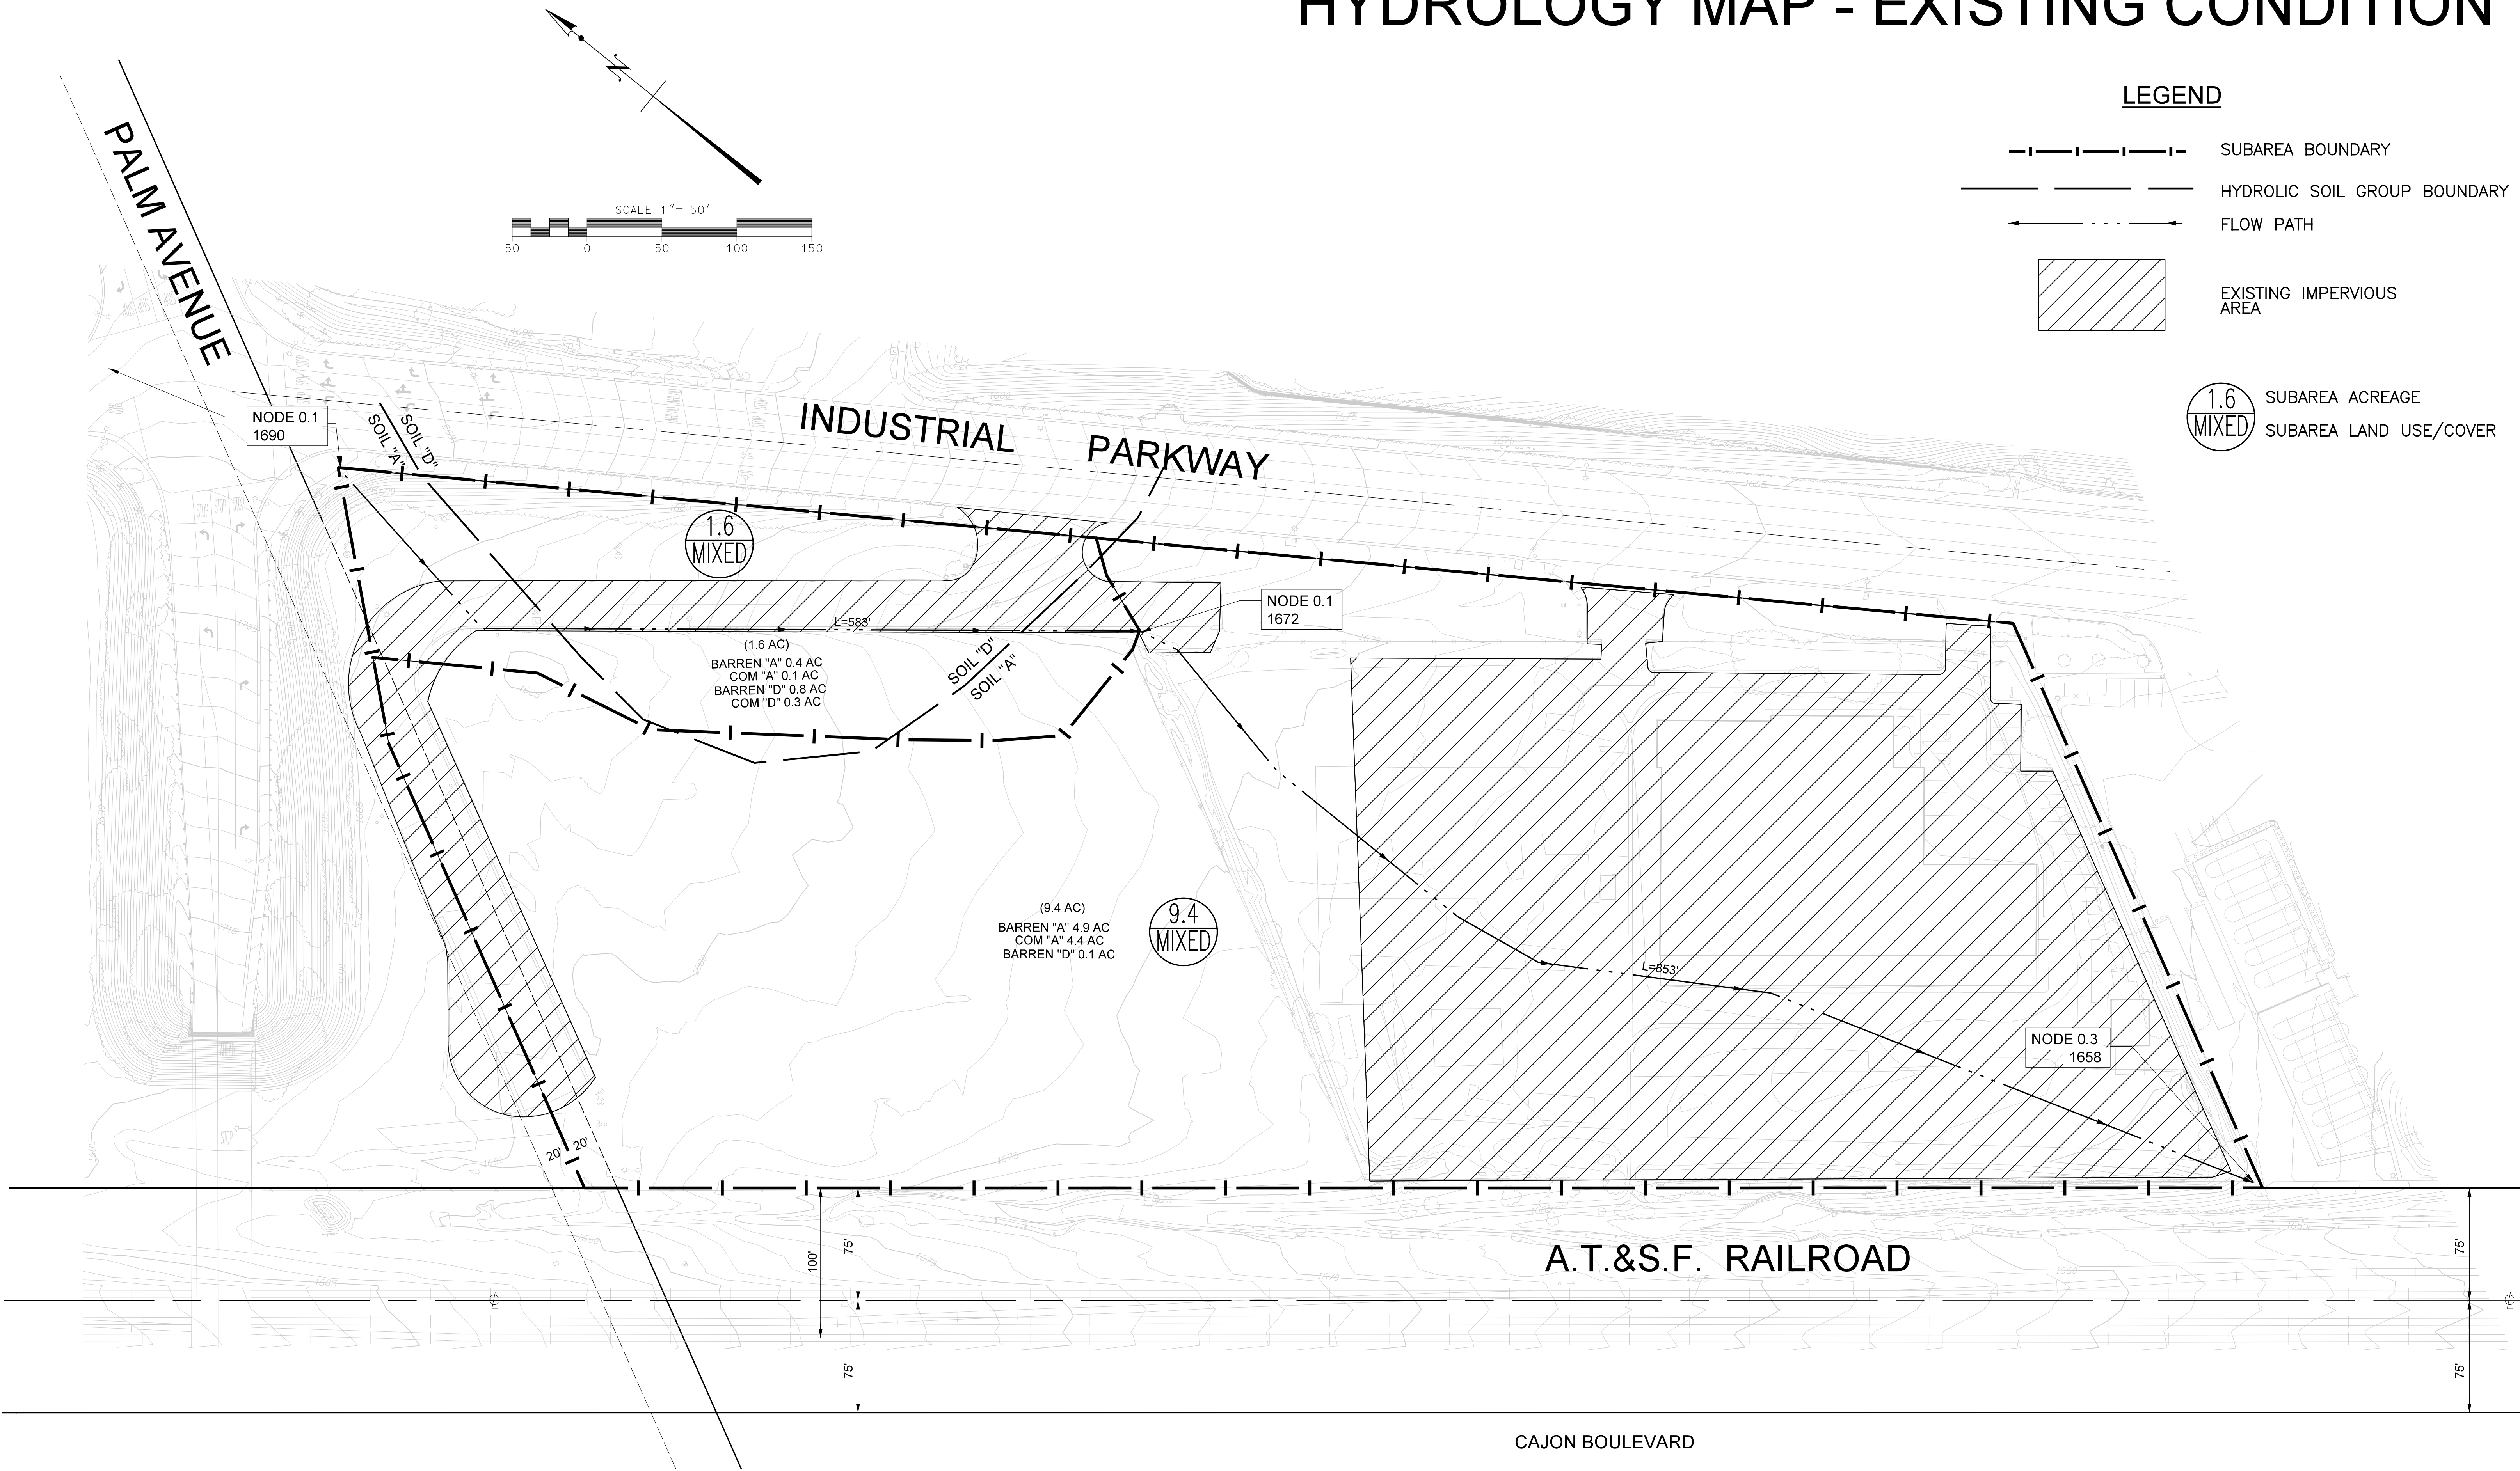 HYDROLOGY MAP - EXISTING CONDITION
N
LEGEND
SUBAREA BOUNDARY
HYDROLIC SOIL GROUP BOUNDARY
FLOW PATH
EXISTING IMPERVIOUS
AREA
1.6
MIXED
SUBAREA ACREAGE
SUBAREA LAND USE/COVER
SCALE 1"= 50'
50 0 50 100 150
PALM AVENUE
NODE 0.1
1690
SOIL "D"
SOIL "A"
INDUSTRIAL PARKWAY
1.6
MIXED
NODE 0.1
1672
L=583'
(1.6 AC)
BARREN "A" 0.4 AC
COM "A" 0.1 AC
BARREN "D" 0.8 AC
COM "D" 0.3 AC
SOIL "D"
SOIL "A"
(9.4 AC)
BARREN "A" 4.9 AC
COM "A" 4.4 AC
BARREN "D" 0.1 AC
9.4
MIXED
L=853'
NODE 0.3
1658
20' 20'
100'
75'
75'
75'
75'
A.T.&S.F. RAILROAD
CAJON BOULEVARD